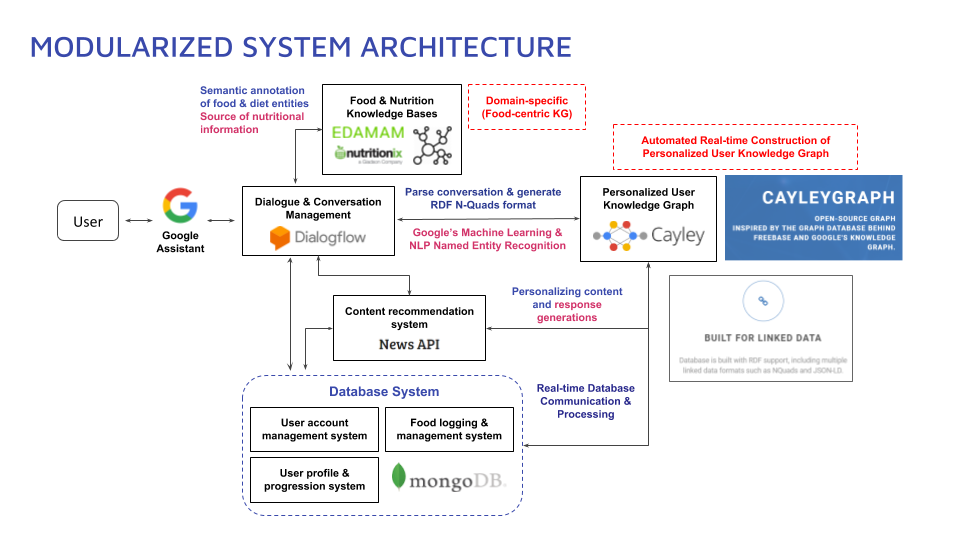 MODULARIZED SYSTEM ARCHITECTURE
Semantic annotation
of food & diet entities
Source of nutritional
information
Food & Nutrition
Knowledge Bases
EDAMAM
nutritionix
Domain-specific
(Food-centric KG)
Automated Real-time Construction of
Personalized User Knowledge Graph
User
Google
Assistant
Dialogue & Conversation
Management
Dialogflow
Parse conversation & generate
RDF N-Quads format
Google's Machine Learning &
NLP Named Entity Recognition
Personalized User
Knowledge Graph
Cayley
CAYLEYGRAPH
OPEN-SOURCE GRAPH
INSPIRED BY THE GRAPH DATABASE BEHIND
FREEBASE AND GOOGLE'S KNOWLEDGE
GRAPH.
Content recommendation
system
News API
Personalizing content
and response
generations
BUILT FOR LINKED DATA
Database is built with RDF support, including multiple
linked data formats such as NQuads and JSON-LD.
Real-time Database
Communication &
Processing
Database System
User account
management system
Food logging &
management system
User profile &
progression system
mongoDB.